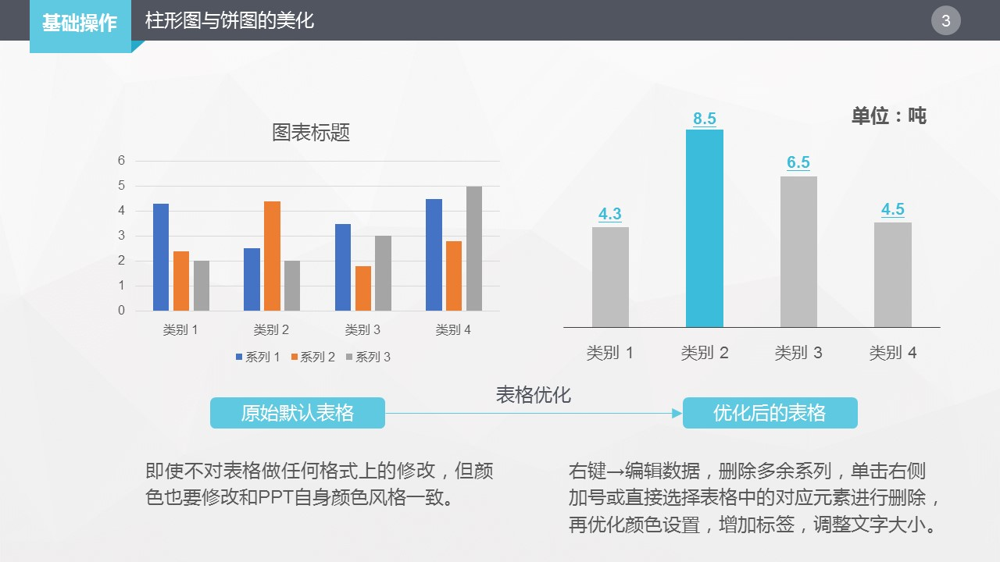 基础操作
柱形图与饼图的美化
3
图表标题
6
5
4
3
2
1
0
类别 1
类别 2
类别 3
类别 4
系列 1
系列 2
系列 3
单位：吨
4.3
8.5
6.5
4.5
类别 1
类别 2
类别 3
类别 4
原始默认表格
表格优化
优化后的表格
即使不对表格做任何格式上的修改，但颜
色也要修改和PPT自身颜色风格一致。
右键→编辑数据，删除多余系列，单击右侧
加号或直接选择表格中的对应元素进行删除，
再优化颜色设置，增加标签，调整文字大小。